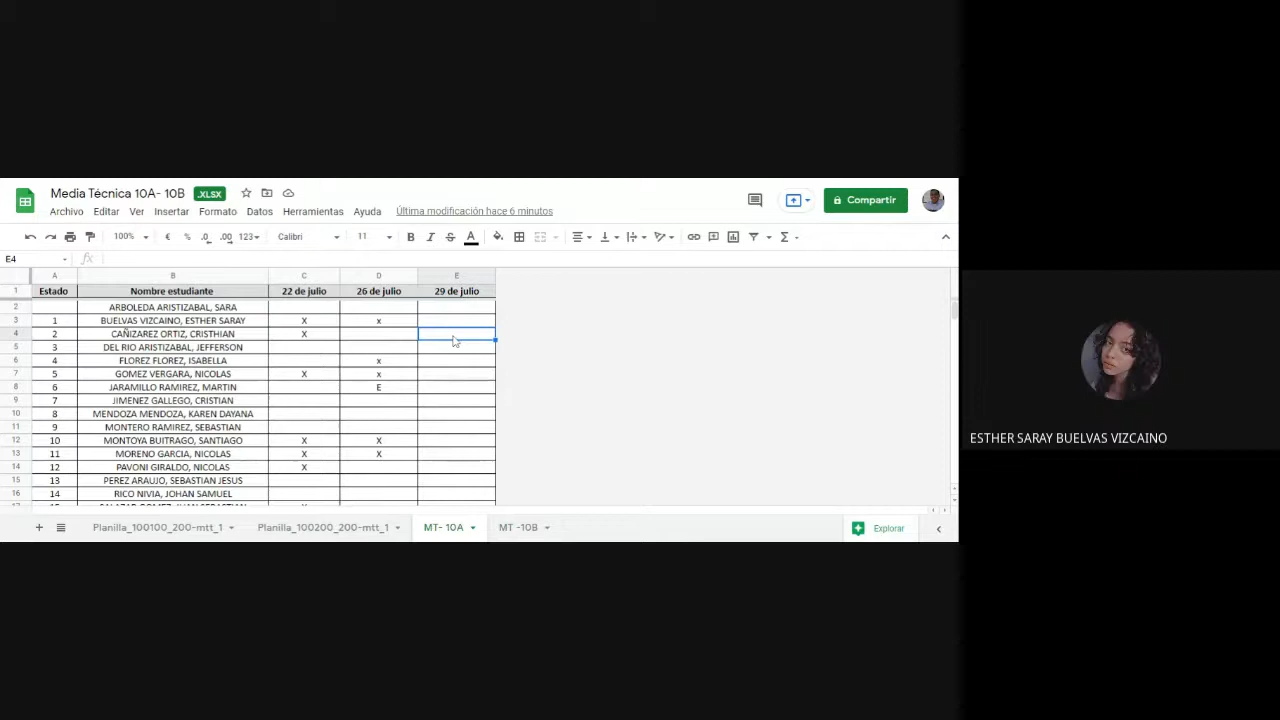 Media Técnica 10A- 10B .XLSX
Archivo Editar Ver Insertar Formato Datos Herramientas Ayuda Última modificación hace 6 minutos
Compartir
100% € % .0 .00 123 Calibri 11 B I S A
E4 fx
A B C D E
1 Estado Nombre estudiante 22 de julio 26 de julio 29 de julio
2 ARBOLEDA ARISTIZABAL, SARA
3 1 BUELVAS VIZCAINO, ESTHER SARAY X x
4 2 CAÑIZAREZ ORTIZ, CRISTHIAN X
5 3 DEL RIO ARISTIZABAL, JEFFERSON
6 4 FLOREZ FLOREZ, ISABELLA x
7 5 GOMEZ VERGARA, NICOLAS X x
8 6 JARAMILLO RAMIREZ, MARTIN E
9 7 JIMENEZ GALLEGO, CRISTIAN
10 8 MENDOZA MENDOZA, KAREN DAYANA
11 9 MONTERO RAMIREZ, SEBASTIAN
12 10 MONTOYA BUITRAGO, SANTIAGO X X
13 11 MORENO GARCIA, NICOLAS X X
14 12 PAVONI GIRALDO, NICOLAS X
15 13 PEREZ ARAUJO, SEBASTIAN JESUS
16 14 RICO NIVIA, JOHAN SAMUEL
Planilla_100100_200-mtt_1 Planilla_100200_200-mtt_1 MT- 10A MT -10B Explorar
ESTHER SARAY BUELVAS VIZCAINO